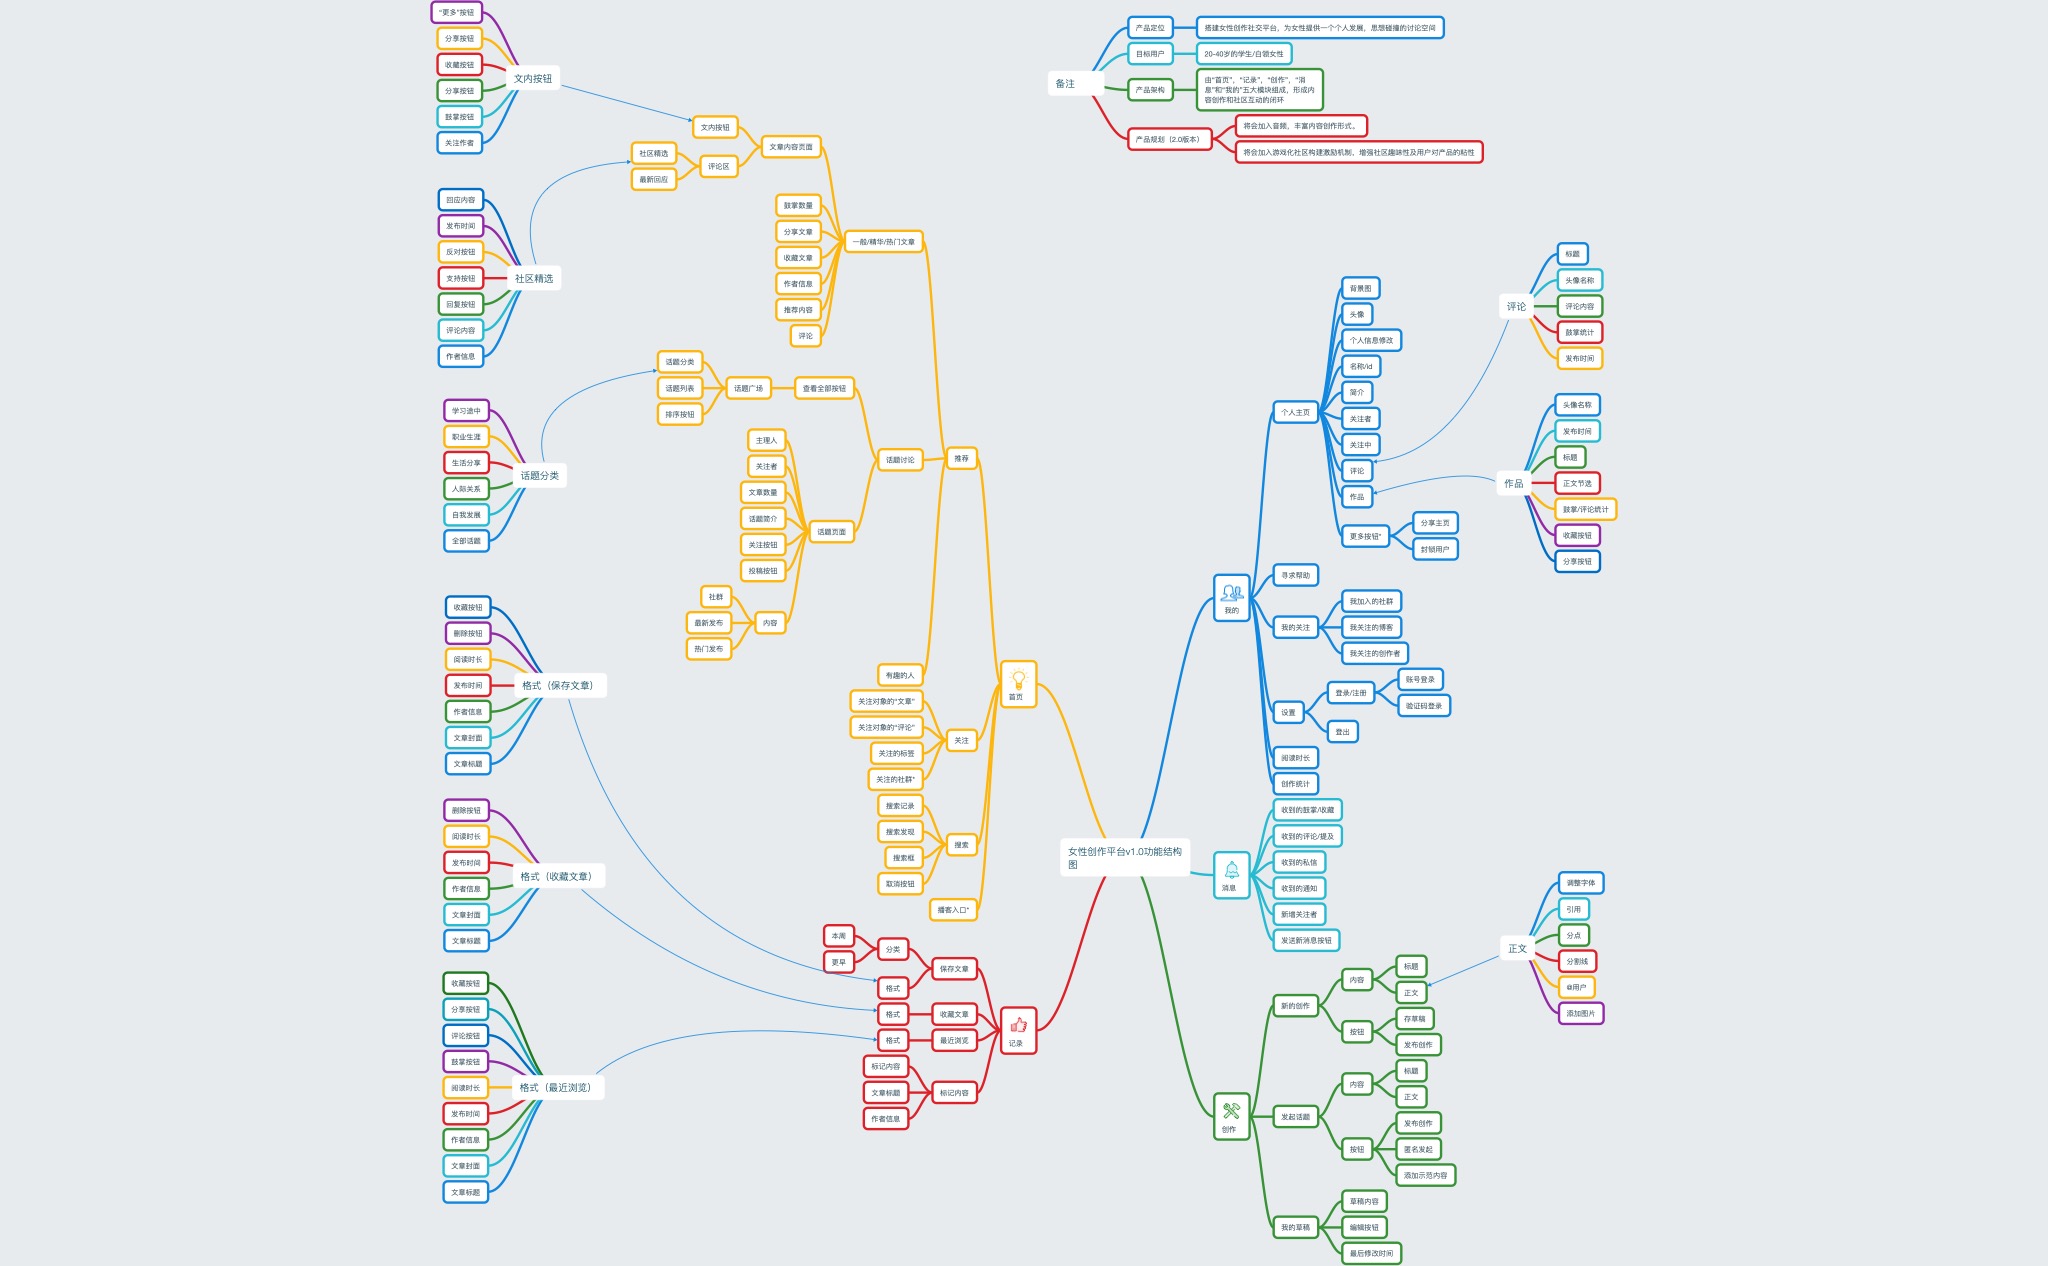 "更多"按钮
分享按钮
收藏按钮
分享按钮
鼓掌按钮
关注作者
文内按钮
回应内容
发布时间
反对按钮
支持按钮
回复按钮
评论内容
作者信息
社区精选
学习途中
职业生涯
生活分享
人际关系
自我发展
全部话题
话题分类
收藏按钮
删除按钮
阅读时长
发布时间
作者信息
文章封面
文章标题
格式（保存文章）
删除按钮
阅读时长
发布时间
作者信息
文章封面
文章标题
格式（收藏文章）
收藏按钮
分享按钮
评论按钮
鼓掌按钮
阅读时长
发布时间
作者信息
文章封面
文章标题
格式（最近浏览）
文内按钮
社区精选
最新回应
评论区
文章内容页面
鼓掌数量
分享文章
收藏文章
作者信息
推荐内容
评论
一般/精华/热门文章
话题分类
话题列表
排序按钮
话题广场
查看全部按钮
主理人
关注者
文章数量
话题简介
关注按钮
投稿按钮
社群
最新发布
热门发布
内容
话题页面
话题讨论
推荐
有趣的人
关注对象的"文章"
关注对象的"评论"
关注的标签
关注的社群*
关注
搜索记录
搜索发现
搜索框
取消按钮
搜索
播客入口*
首页
本周
更早
分类
格式
保存文章
格式
收藏文章
格式
最近浏览
标记内容
文章标题
作者信息
标记内容
记录
女性创作平台v1.0功能结构
图
备注
产品定位
搭建女性创作社交平台，为女性提供一个个人发展，思想碰撞的讨论空间
目标用户
20-40岁的学生/白领女性
产品架构
由"首页"，"记录"，"创作"，"消
息"和"我的"五大模块组成，形成内
容创作和社区互动的闭环
产品规划（2.0版本）
将会加入音频，丰富内容创作形式。
将会加入游戏化社区构建激励机制，增强社区趣味性及用户对产品的粘性
我的
个人主页
背景图
头像
个人信息修改
名称/id
简介
关注者
关注中
评论
作品
更多按钮*
分享主页
封锁用户
寻求帮助
我的关注
我加入的社群
我关注的博客
我关注的创作者
设置
登录/注册
账号登录
验证码登录
登出
阅读时长
创作统计
消息
收到的鼓掌/收藏
收到的评论/提及
收到的私信
收到的通知
新增关注者
发送新消息按钮
创作
新的创作
内容
标题
正文
按钮
存草稿
发布创作
发起话题
内容
标题
正文
按钮
发布创作
匿名发起
添加示范内容
我的草稿
草稿内容
编辑按钮
最后修改时间
评论
标题
头像名称
评论内容
鼓掌统计
发布时间
作品
头像名称
发布时间
标题
正文节选
鼓掌/评论统计
收藏按钮
分享按钮
正文
调整字体
引用
分点
分割线
@用户
添加图片